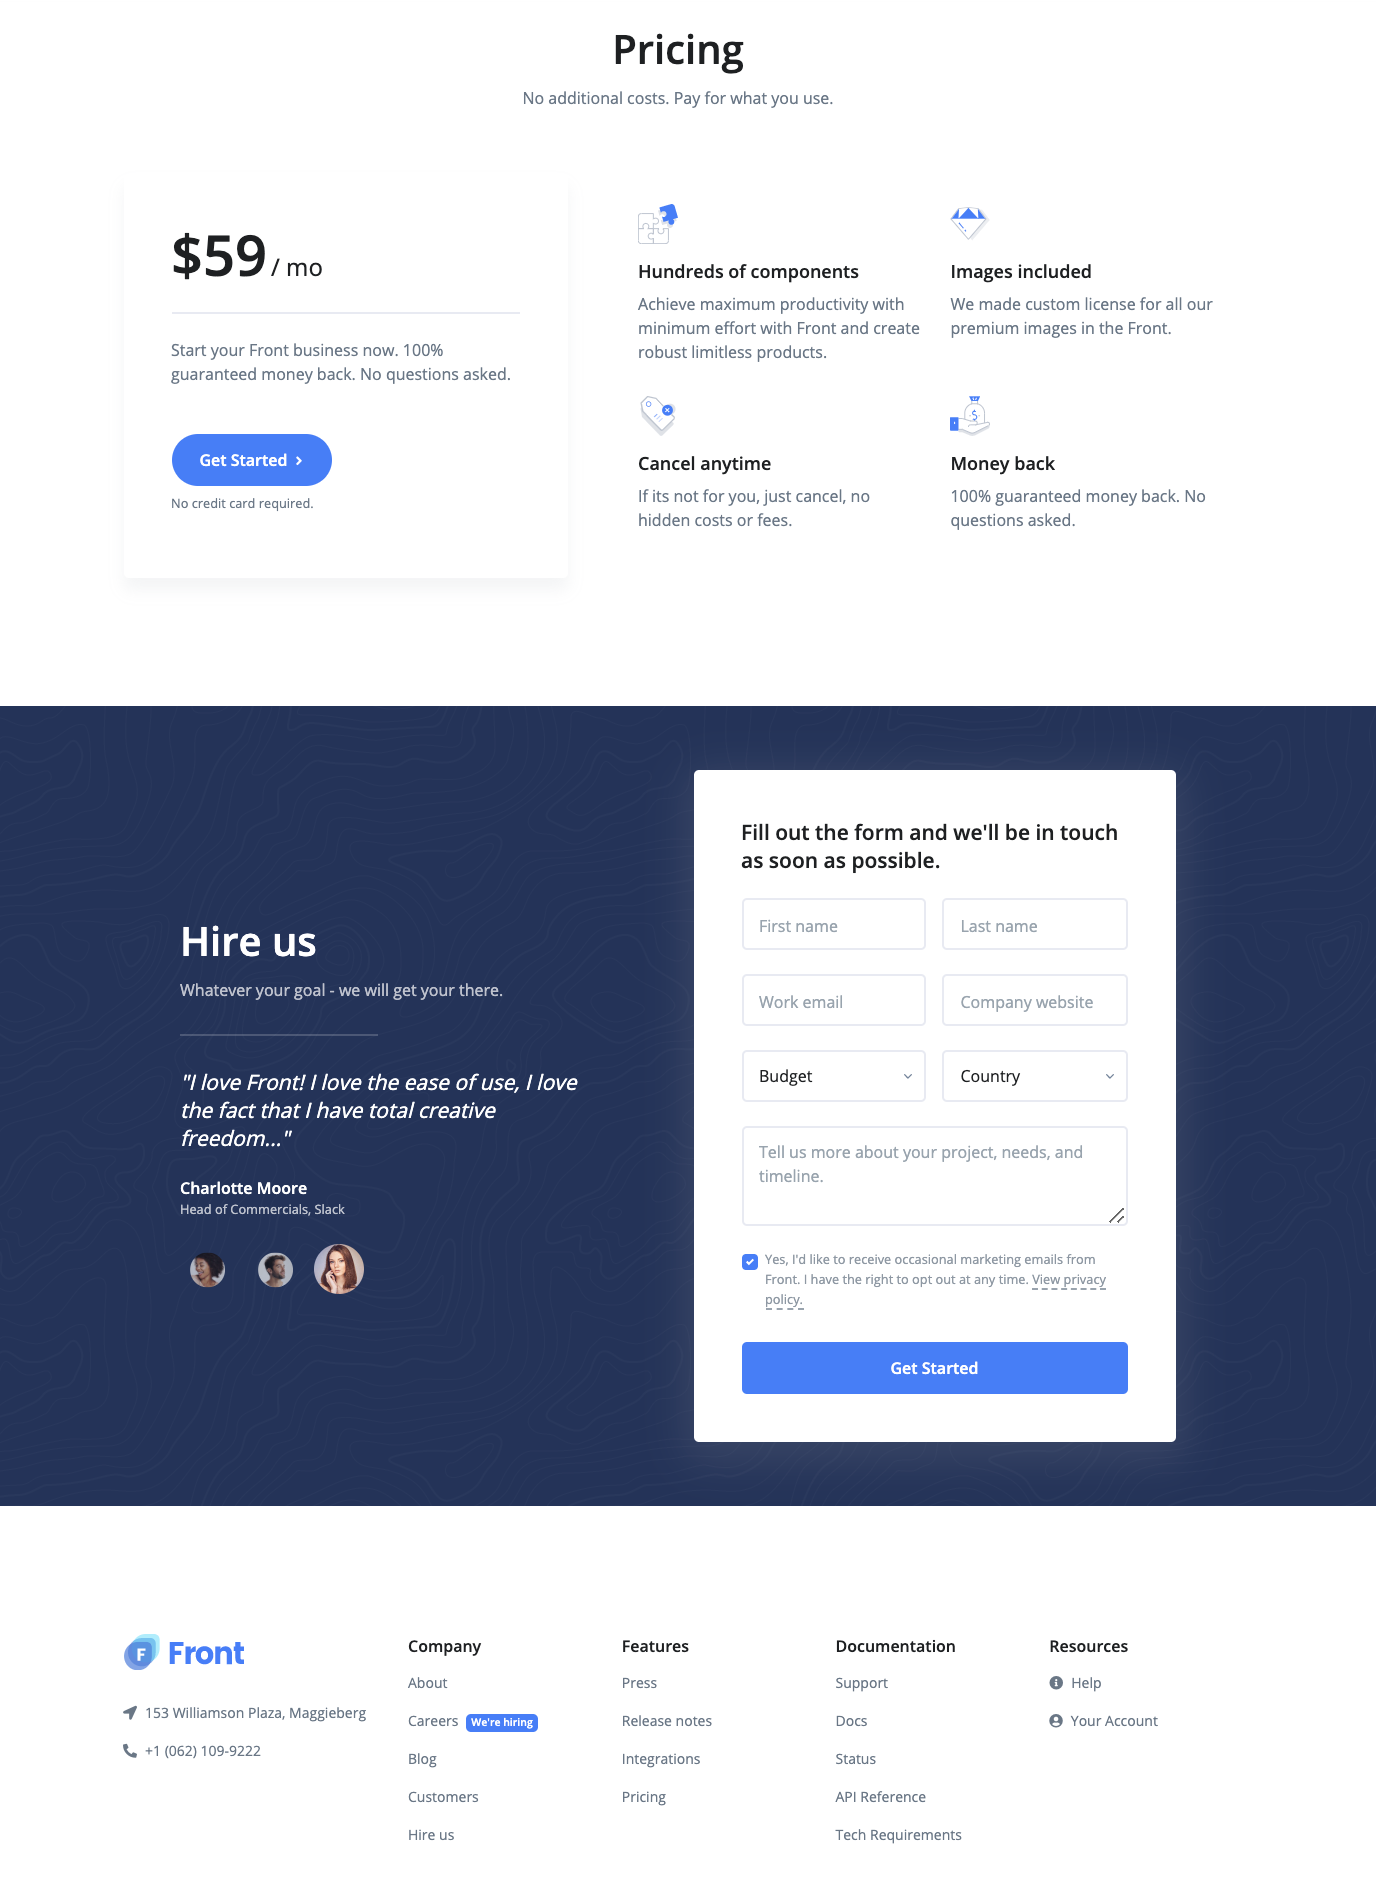 Pricing
No additional costs. Pay for what you use.
$59 / mo
Start your Front business now. 100%
guaranteed money back. No questions asked.
Get Started
No credit card required.
Hundreds of components
Achieve maximum productivity with
minimum effort with Front and create
robust limitless products.
Images included
We made custom license for all our
premium images in the Front.
Cancel anytime
If its not for you, just cancel, no
hidden costs or fees.
$
Money back
100% guaranteed money back. No
questions asked.
Hire us
Whatever your goal - we will get your there.
"I love Front! I love the ease of use, I love
the fact that I have total creative
freedom..."
Charlotte Moore
Head of Commercials, Slack
Fill out the form and we'll be in touch
as soon as possible.
First name
Last name
Work email
Company website
Budget
Country
Tell us more about your project, needs, and
timeline.
Yes, I'd like to receive occasional marketing emails from
Front. I have the right to opt out at any time. View privacy
policy.
Get Started
F Front
153 Williamson Plaza, Maggieberg
+1 (062) 109-9222
Company
About
Careers We're hiring
Blog
Customers
Hire us
Features
Press
Release notes
Integrations
Pricing
Documentation
Support
Docs
Status
API Reference
Tech Requirements
Resources
Help
Your Account